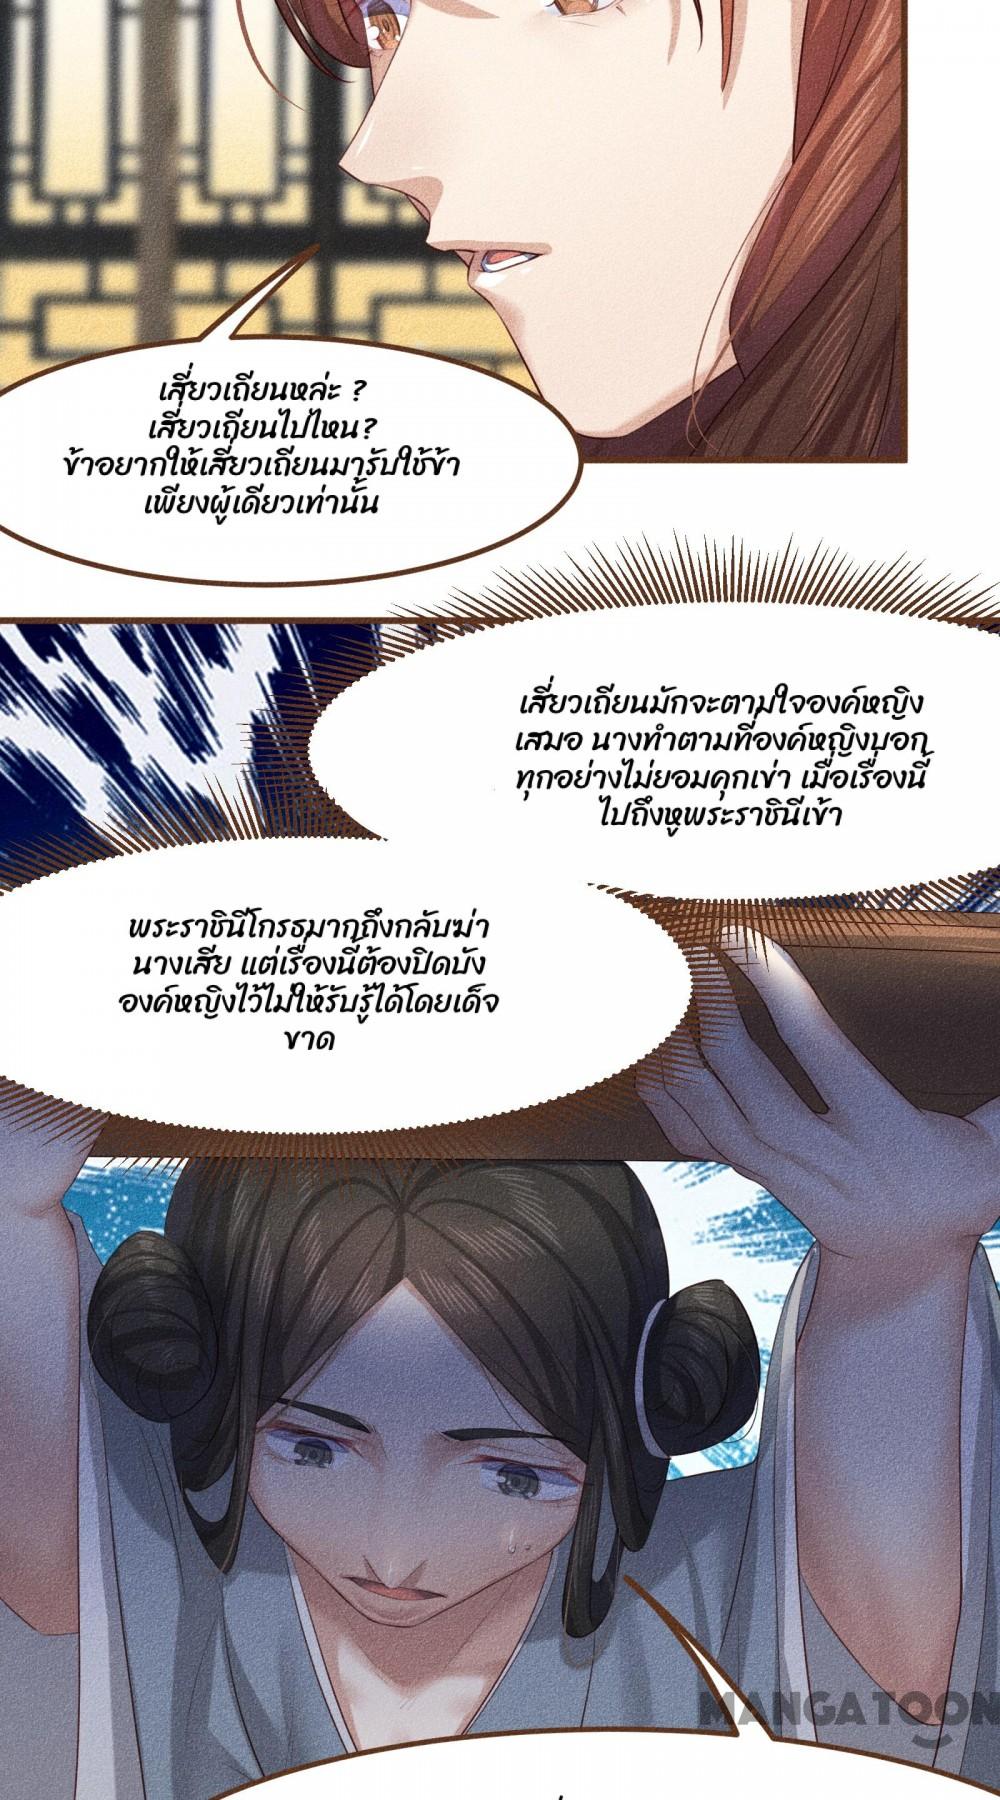 เสี่ยวเถียนหล่ะ ?
เสี่ยวเถียนไปไหน?
ข้าอยากให้เสี่ยวเถียนมารับใช้ข้า
เพียงผู้เดียวเท่านั้น
เสี่ยวเถียนมักจะตามใจองค์หญิง
เสมอ นางทำตามที่องค์หญิงบอก
ทุกอย่างไม่ยอมคุกเข่า เมื่อเรื่องนี้
ไปถึงหูพระราชินีเข้า
พระราชินีโกรธมากถึงกลับฆ่า
นางเสีย แต่เรื่องนี้ต้องปิดบัง
องค์หญิงไว้ไม่ให้รับรู้ได้โดยเด็จ
ขาด
MANGATOON